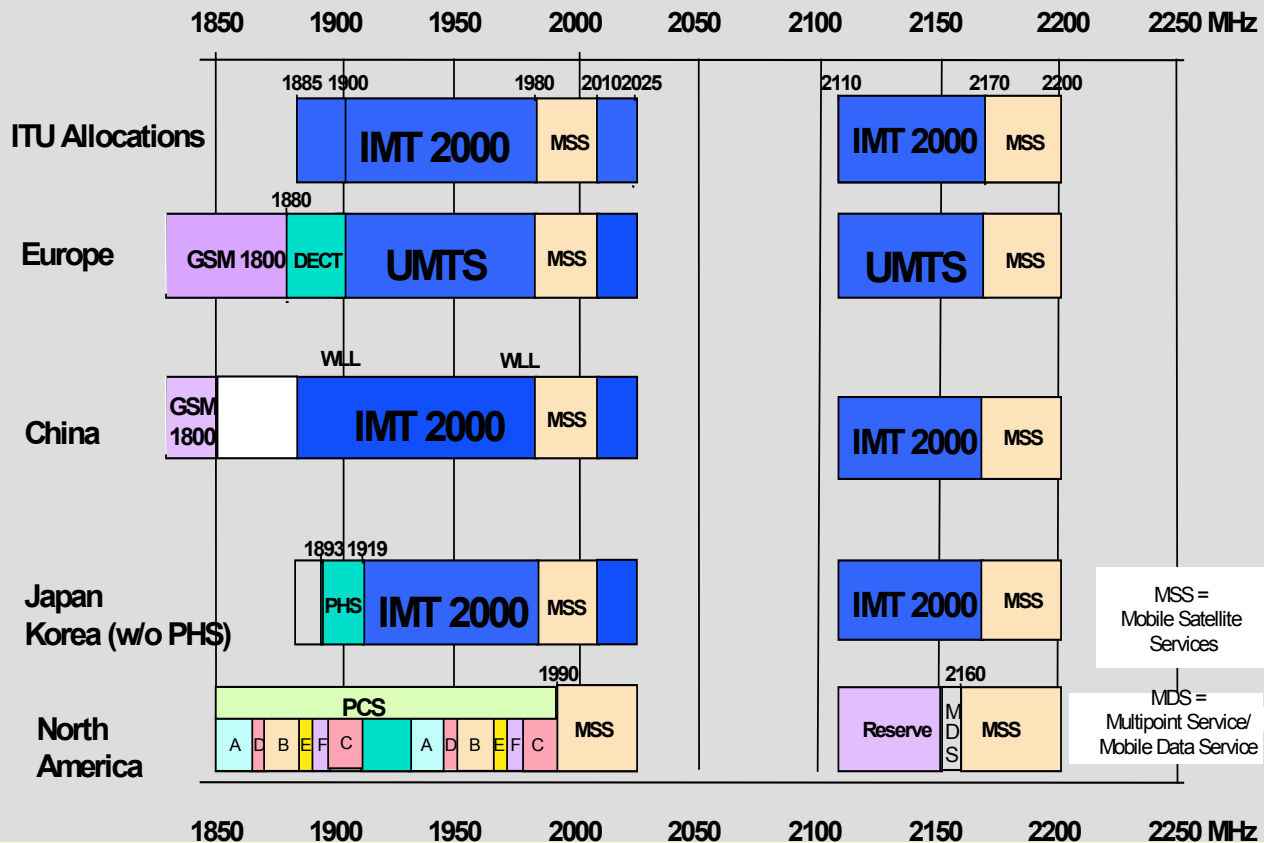 1850 1900 1950 2000 2050 2100 2150 2200 2250 MHz
1885 1900 1980 2010 2025 2110 2170 2200
ITU Allocations
IMT 2000 MSS IMT 2000 MSS
1880
Europe
GSM 1800 DECT UMTS MSS UMTS MSS
WLL WLL
China
GSM
1800
IMT 2000 MSS IMT 2000 MSS
1893 1919
Japan
Korea (w/o PHS)
PHS IMT 2000 MSS IMT 2000 MSS
MSS =
Mobile Satellite
Services
1990 2160
North
America
PCS
A D B E F C A D B E F C
MSS
Reserve
M
D
S
MSS
MDS =
Multipoint Service/
Mobile Data Service
1850 1900 1950 2000 2050 2100 2150 2200 2250 MHz